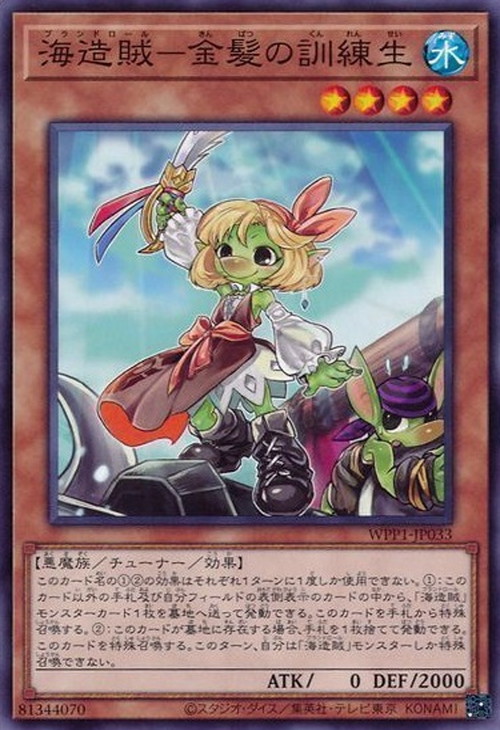 海造賊－金髪の訓練生
水
WPP1-JP033
【悪魔族／チューナー／効果】
このカード名の①②の効果はそれぞれ1ターンに1度しか使用できない。①：この
カード以外の手札及び自分フィールドの表側表示のカードの中から、「海造賊」
モンスターカード1枚を墓地へ送って発動できる。このカードを手札から特殊
召喚する。②：このカードが墓地に存在する場合、手札を1枚捨てて発動できる。
このカードを特殊召喚する。このターン、自分は「海造賊」モンスターしか特殊
召喚できない。
ATK/ 0 DEF/2000
81344070 ©スタジオ・ダイス／集英社・テレビ東京 KONAMI